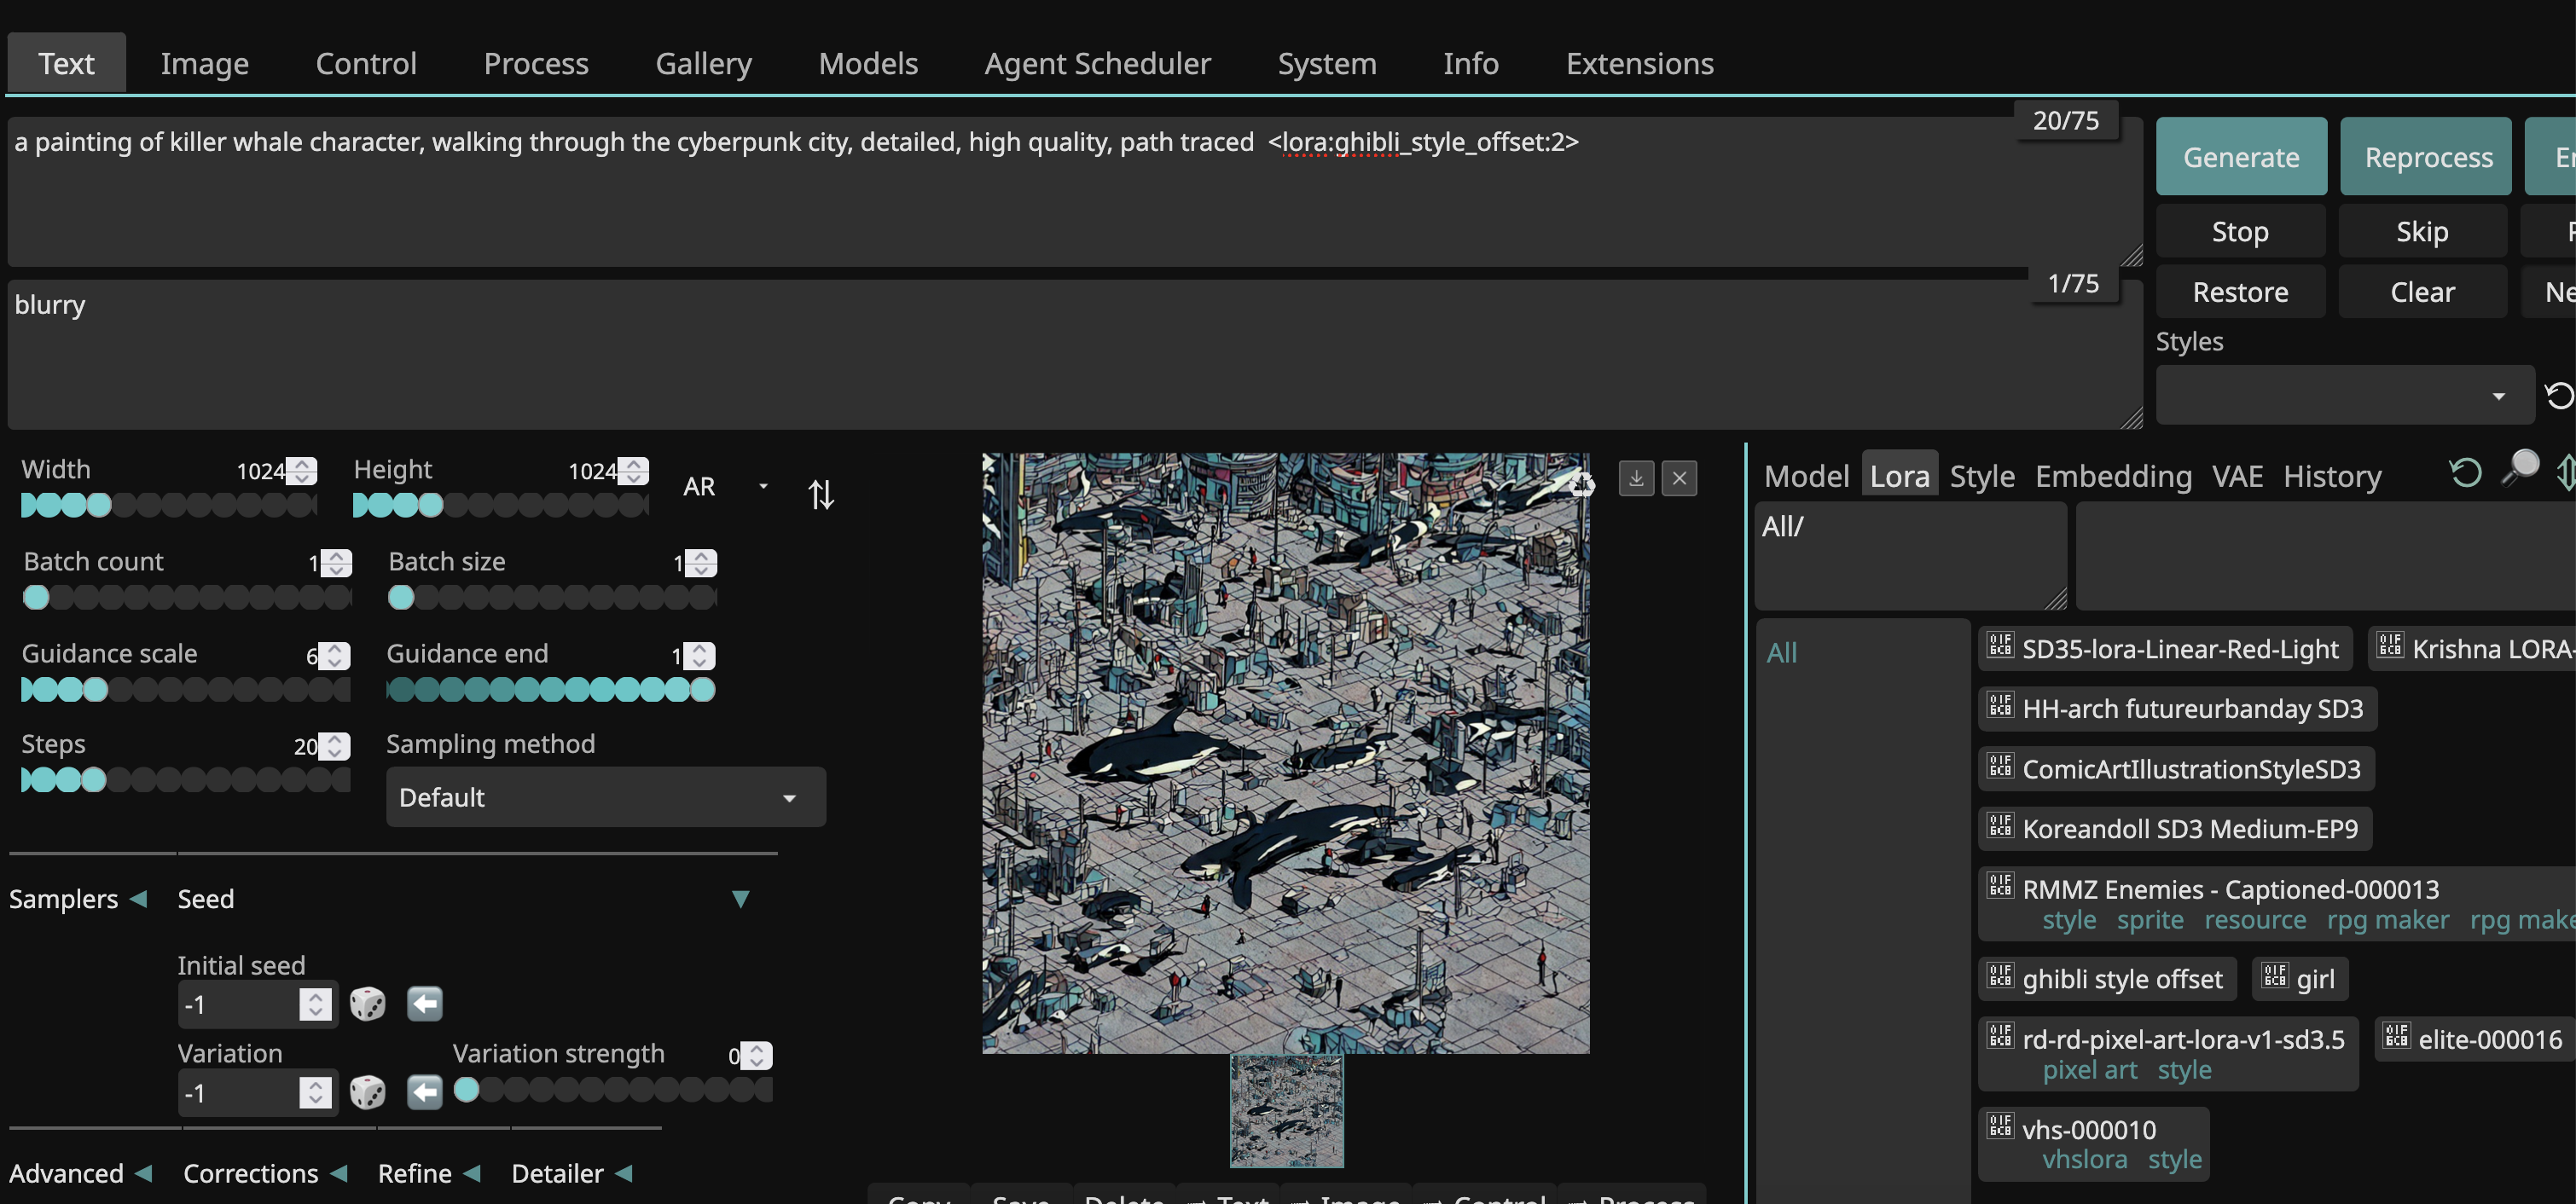 Text Image Control Process Gallery Models Agent Scheduler System Info Extensions
20/75
a painting of killer whale character, walking through the cyberpunk city, detailed, high quality, path traced <lora:ghibli_style_offset:2>
Generate Reprocess
Stop Skip
1/75
blurry
Restore Clear
Styles
Width 1024 Height 1024 AR
Batch count 1 Batch size 1
Guidance scale 6 Guidance end 1
Steps 20 Sampling method
Default
Samplers Seed
Initial seed
-1
Variation Variation strength 0
-1
Advanced Corrections Refine Detailer
Copy Save Delete Text Image Control Process
Model Lora Style Embedding VAE History
All/
All
SD35-lora-Linear-Red-Light Krishna LORA-
HH-arch futureurbanday SD3
ComicArtIllustrationStyleSD3
Koreandoll SD3 Medium-EP9
RMMZ Enemies - Captioned-000013
style sprite resource rpg maker rpg make
ghibli style offset girl
rd-rd-pixel-art-lora-v1-sd3.5 elite-000016
pixel art style
vhs-000010
vhslora style